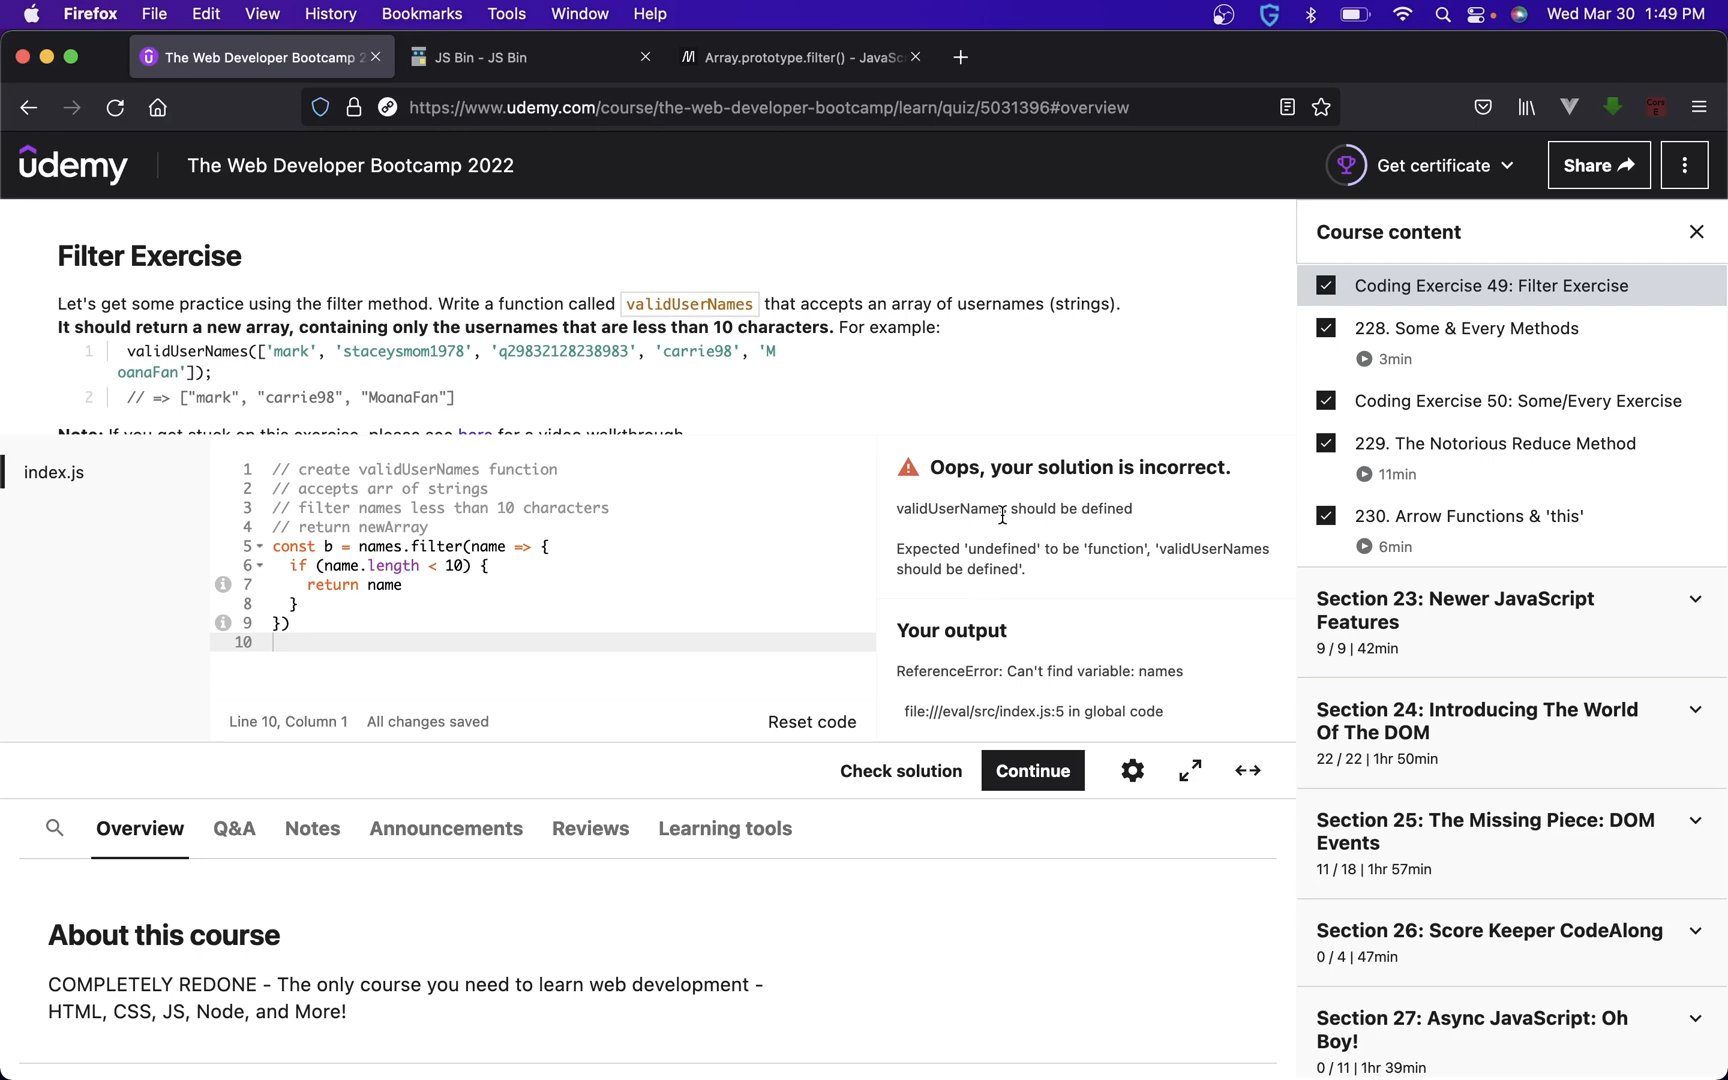 Firefox File Edit View History Bookmarks Tools Window Help Wed Mar 30 1:49 PM
The Web Developer Bootcamp 2 JS Bin - JS Bin Array.prototype.filter() - JavaSc
https://www.udemy.com/course/the-web-developer-bootcamp/learn/quiz/5031396#overview
udemy The Web Developer Bootcamp 2022 Get certificate Share
Filter Exercise
Let's get some practice using the filter method. Write a function called validUserNames that accepts an array of usernames (strings).
It should return a new array, containing only the usernames that are less than 10 characters. For example:
1 validUserNames(['mark', 'staceysmom1978', 'q29832128238983', 'carrie98', 'M
oanaFan']);
2 // => ["mark", "carrie98", "MoanaFan"]
Note: If you get stuck on this exercise, please see here for a video walkthrough
index.js
1 // create validUserNames function
2 // accepts arr of strings
3 // filter names less than 10 characters
4 // return newArray
5 const b = names.filter(name => {
6 if (name.length < 10) {
7 return name
8 }
9 })
10
Line 10, Column 1 All changes saved Reset code
Oops, your solution is incorrect.
validUserNames should be defined
Expected 'undefined' to be 'function', 'validUserNames
should be defined'.
Your output
ReferenceError: Can't find variable: names
file:///eval/src/index.js:5 in global code
Check solution Continue
Overview Q&A Notes Announcements Reviews Learning tools
About this course
COMPLETELY REDONE - The only course you need to learn web development -
HTML, CSS, JS, Node, and More!
Course content
Coding Exercise 49: Filter Exercise
228. Some & Every Methods
3min
Coding Exercise 50: Some/Every Exercise
229. The Notorious Reduce Method
11min
230. Arrow Functions & 'this'
6min
Section 23: Newer JavaScript
Features
9 / 9 | 42min
Section 24: Introducing The World
Of The DOM
22 / 22 | 1hr 50min
Section 25: The Missing Piece: DOM
Events
11 / 18 | 1hr 57min
Section 26: Score Keeper CodeAlong
0 / 4 | 47min
Section 27: Async JavaScript: Oh
Boy!
0 / 11 | 1hr 39min